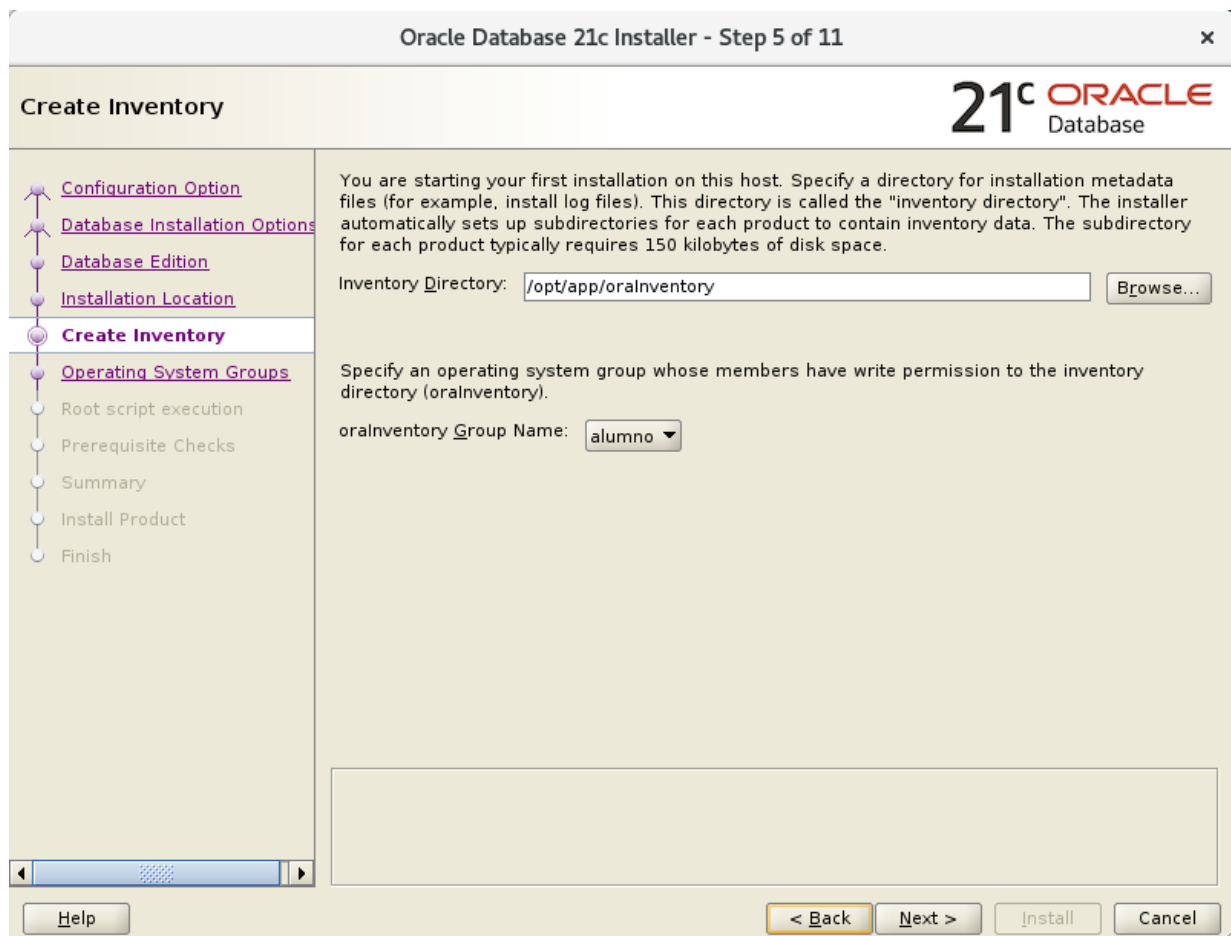 Oracle Database 21c Installer - Step 5 of 11
×
Create Inventory
21c ORACLE
Database
Configuration Option
Database Installation Options
Database Edition
Installation Location
Create Inventory
Operating System Groups
Root script execution
Prerequisite Checks
Summary
Install Product
Finish
You are starting your first installation on this host. Specify a directory for installation metadata
files (for example, install log files). This directory is called the "inventory directory". The installer
automatically sets up subdirectories for each product to contain inventory data. The subdirectory
for each product typically requires 150 kilobytes of disk space.
Inventory Directory: /opt/app/oraInventory Browse...
Specify an operating system group whose members have write permission to the inventory
directory (oraInventory).
oraInventory Group Name: alumno
Help < Back Next > Install Cancel